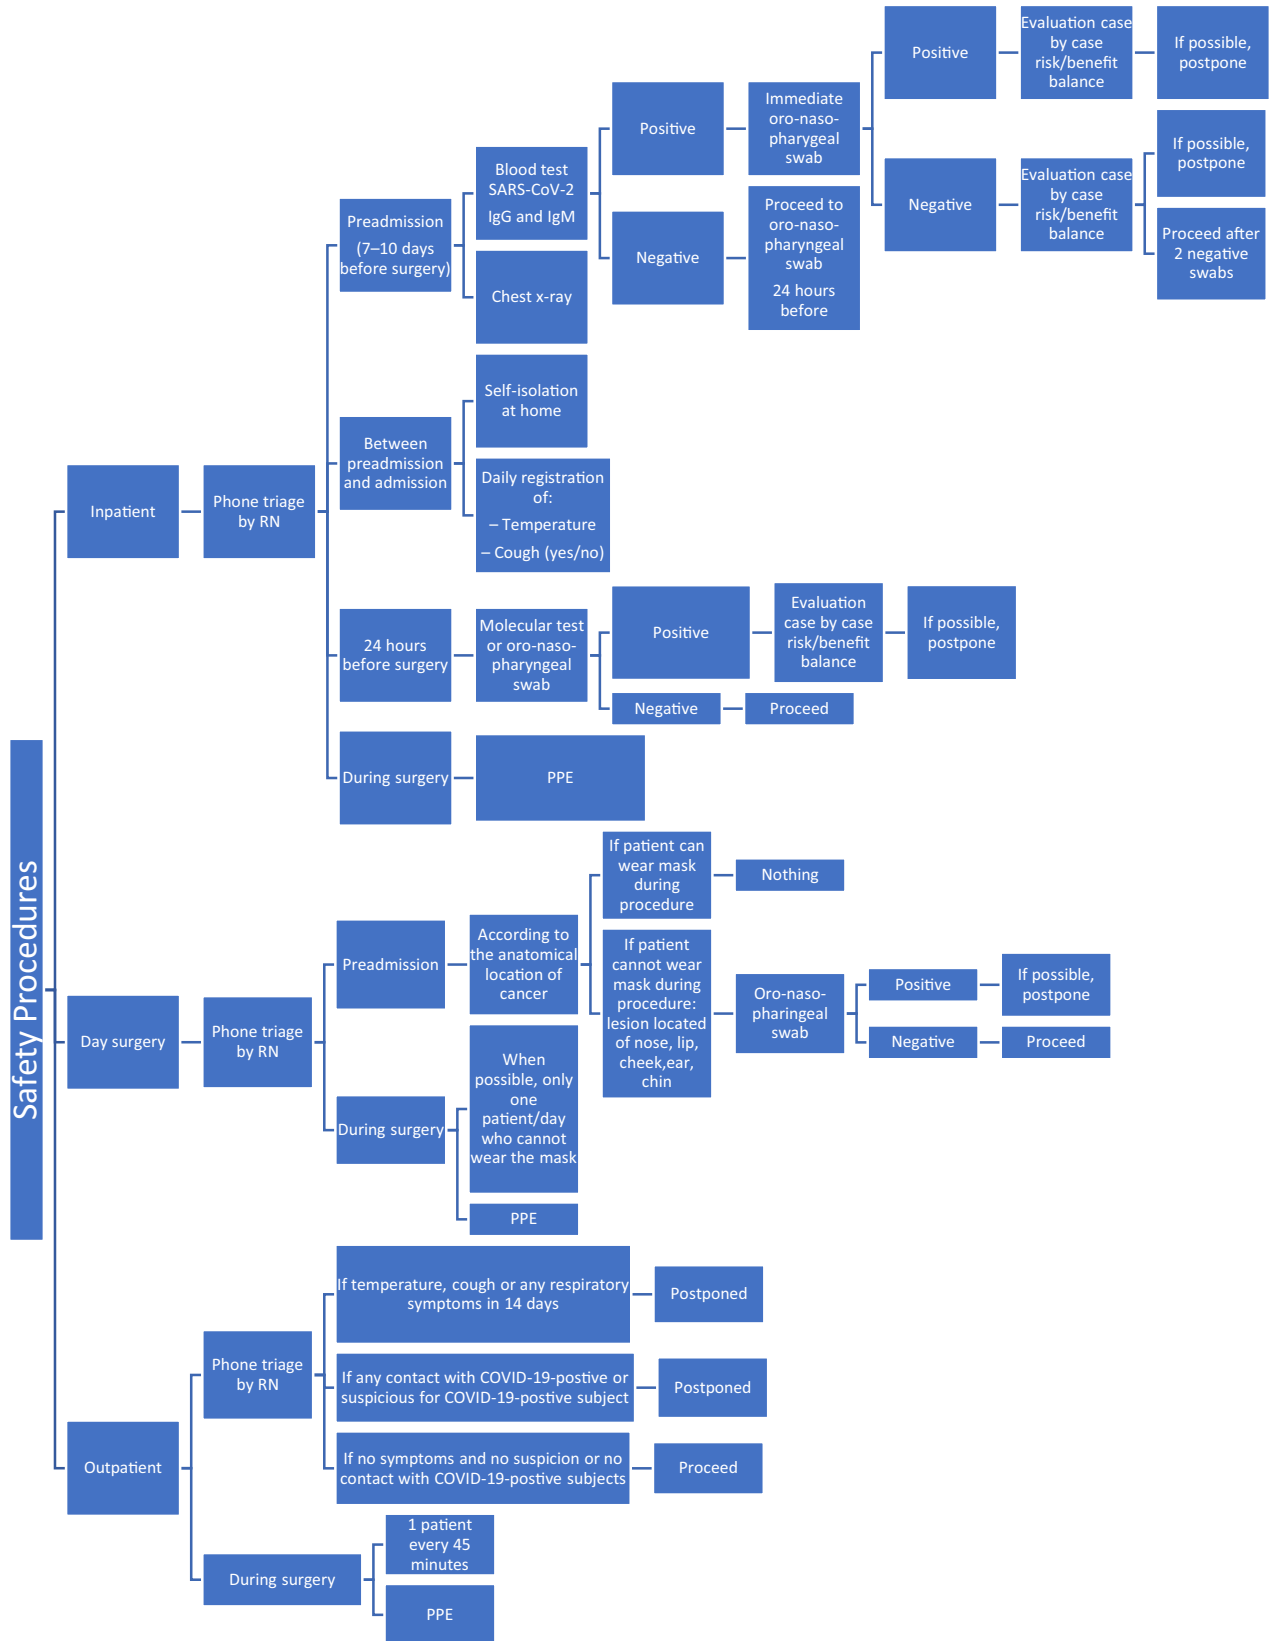 Safety Procedures
Inpatient
Phone triage
by RN
Preadmission
(7–10 days
before surgery)
Blood test
SARS-CoV-2
IgG and IgM
Positive
Immediate
oro-naso-
pharygeal
swab
Positive
Evaluation case
by case
risk/benefit
balance
If possible,
postpone
Negative
Evaluation case
by case
risk/benefit
balance
If possible,
postpone
Proceed after
2 negative
swabs
Negative
Proceed to
oro-naso-
pharyngeal
swab
24 hours
before
Chest x-ray
Between
preadmission
and admission
Self-isolation
at home
Daily registration
of:
– Temperature
– Cough (yes/no)
24 hours
before surgery
Molecular test
or oro-naso-
pharyngeal
swab
Positive
Evaluation
case by case
risk/benefit
balance
If possible,
postpone
Negative
Proceed
During surgery
PPE
Day surgery
Phone triage
by RN
Preadmission
According to
the anatomical
location of
cancer
If patient can
wear mask
during
procedure
Nothing
If patient
cannot wear
mask during
procedure:
lesion located
of nose, lip,
cheek,ear,
chin
Oro-naso-
pharingeal
swab
Positive
If possible,
postpone
Negative
Proceed
During surgery
When
possible, only
one
patient/day
who cannot
wear the mask
PPE
Outpatient
Phone triage
by RN
If temperature, cough or any respiratory
symptoms in 14 days
Postponed
If any contact with COVID-19-postive or
suspicious for COVID-19-postive subject
Postponed
If no symptoms and no suspicion or no
contact with COVID-19-postive subjects
Proceed
During surgery
1 patient
every 45
minutes
PPE